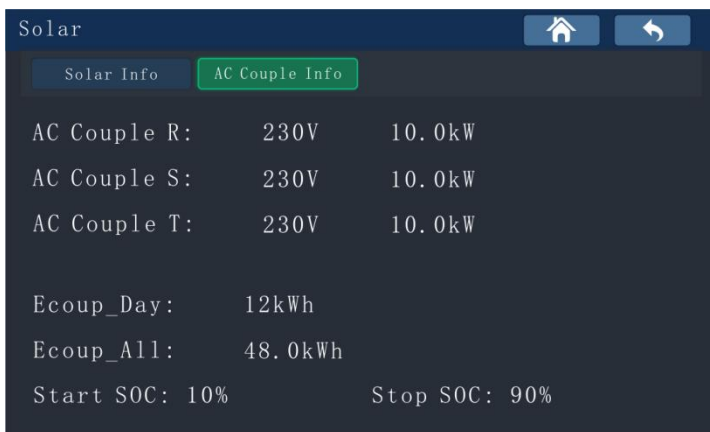 Solar
Solar Info AC Couple Info
AC Couple R: 230V 10.0kW
AC Couple S: 230V 10.0kW
AC Couple T: 230V 10.0kW
Ecoup_Day: 12kWh
Ecoup_All: 48.0kWh
Start SOC: 10% Stop SOC: 90%